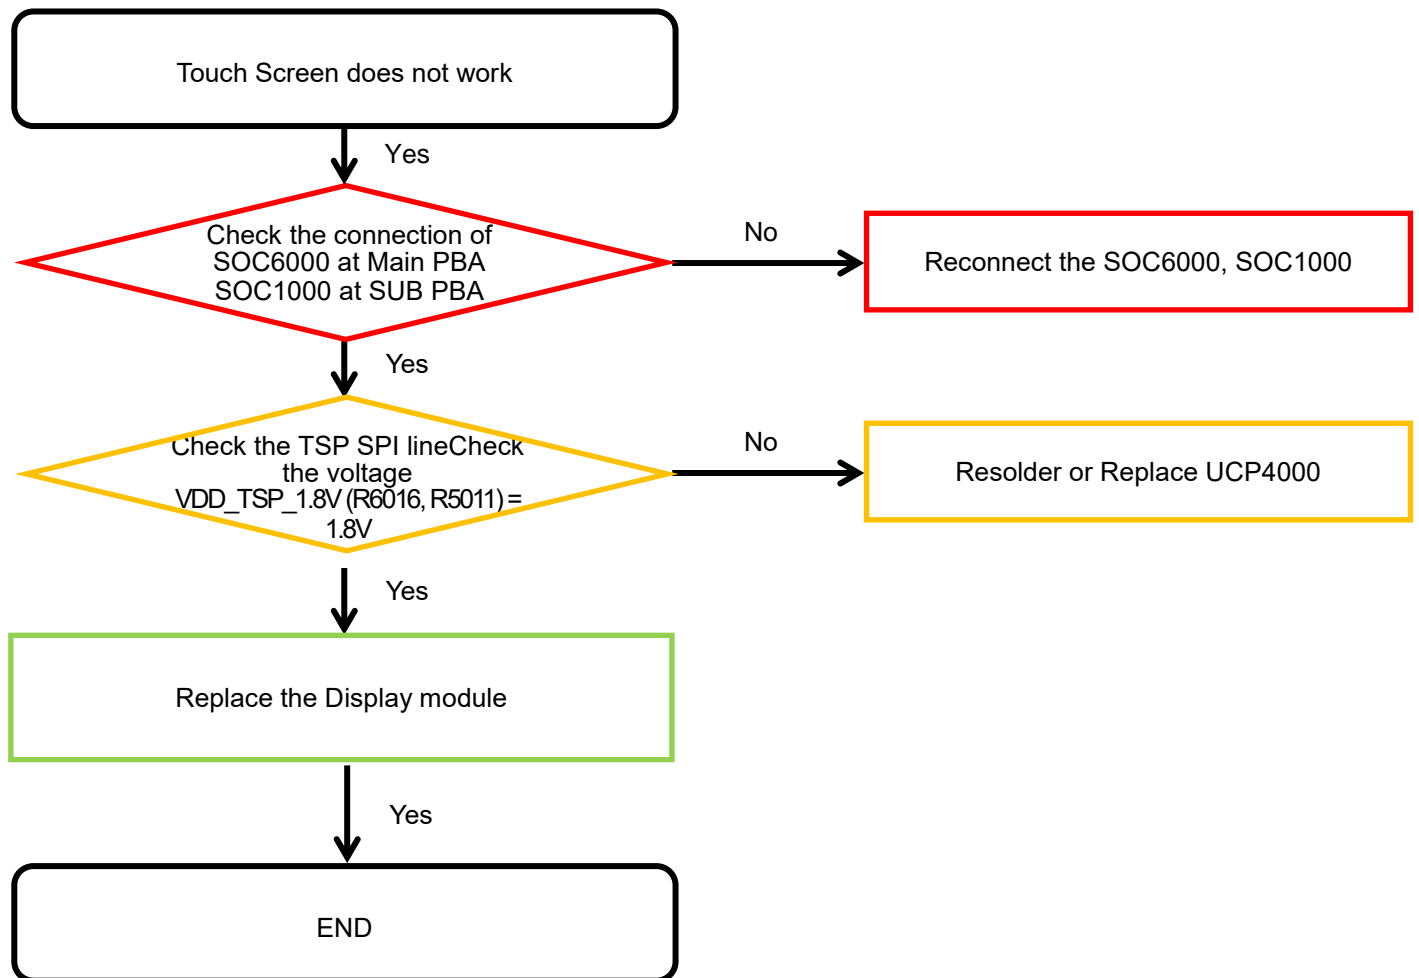 Touch Screen does not work
Yes
Check the connection of
SOC6000 at Main PBA
SOC1000 at SUB PBA
No
Reconnect the SOC6000, SOC1000
Yes
Check the TSP SPI lineCheck
the voltage
VDD_TSP_1.8V (R6016, R5011) =
1.8V
No
Resolder or Replace UCP4000
Yes
Replace the Display module
Yes
END